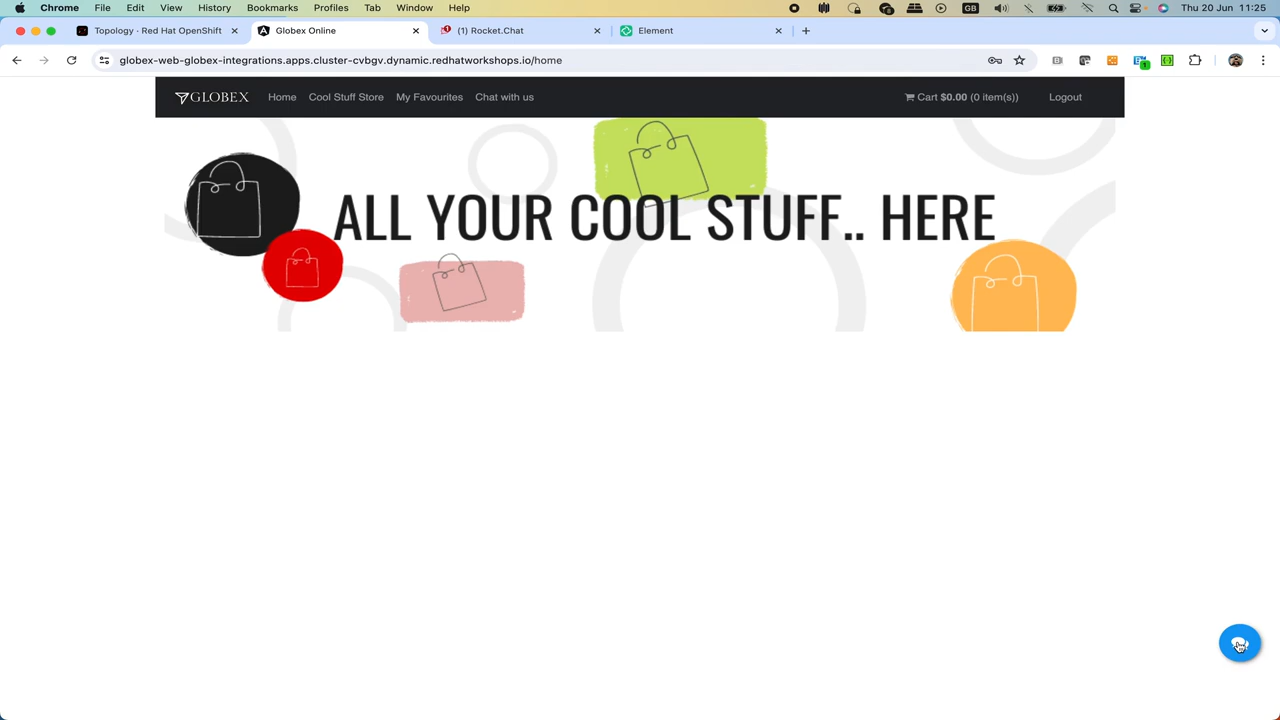 Chrome File Edit View History Bookmarks Profiles Tab Window Help GB Thu 20 Jun 11:25
Topology · Red Hat OpenShift Globex Online (1) Rocket.Chat Element
globex-web-globex-integrations.apps.cluster-cvbgv.dynamic.redhatworkshops.io/home
GLOBEX Home Cool Stuff Store My Favourites Chat with us Cart $0.00 (0 item(s)) Logout
ALL YOUR COOL STUFF.. HERE